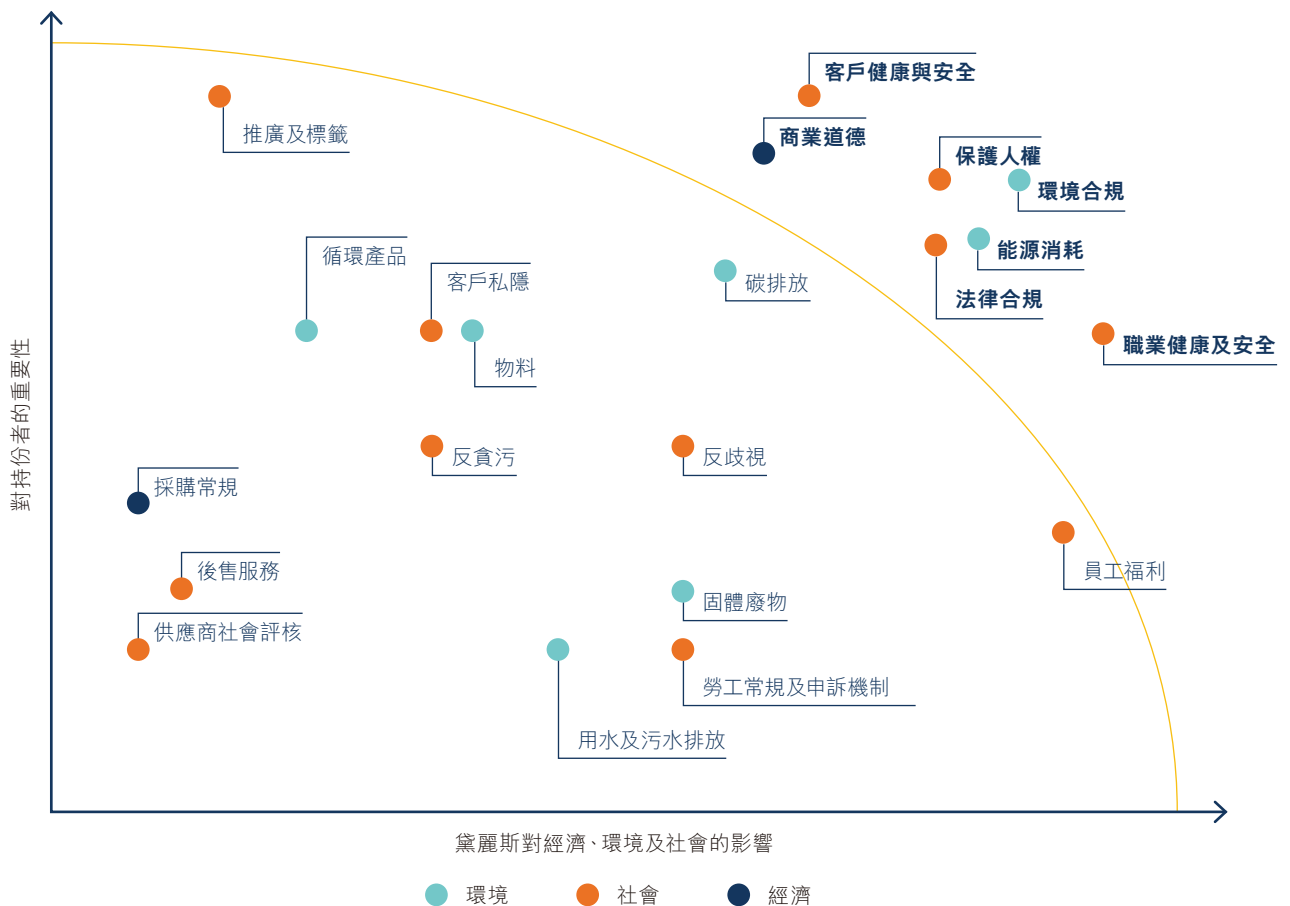 客戶健康與安全
推廣及標籤
商業道德
保護人權
環境合規
循環產品
客戶私隱
碳排放
能源消耗
法律合規
物料
職業健康及安全
對持份者的重要性
反貪污
反歧視
採購常規
後售服務
員工福利
固體廢物
供應商社會評核
勞工常規及申訴機制
用水及污水排放
黛麗斯對經濟、環境及社會的影響
環境
社會
經濟